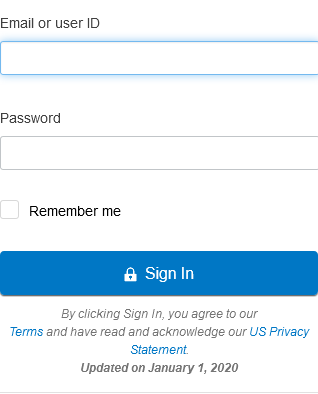 Email or user ID
Password
Remember me
Sign In
By clicking Sign In, you agree to our
Terms and have read and acknowledge our US Privacy
Statement.
Updated on January 1, 2020